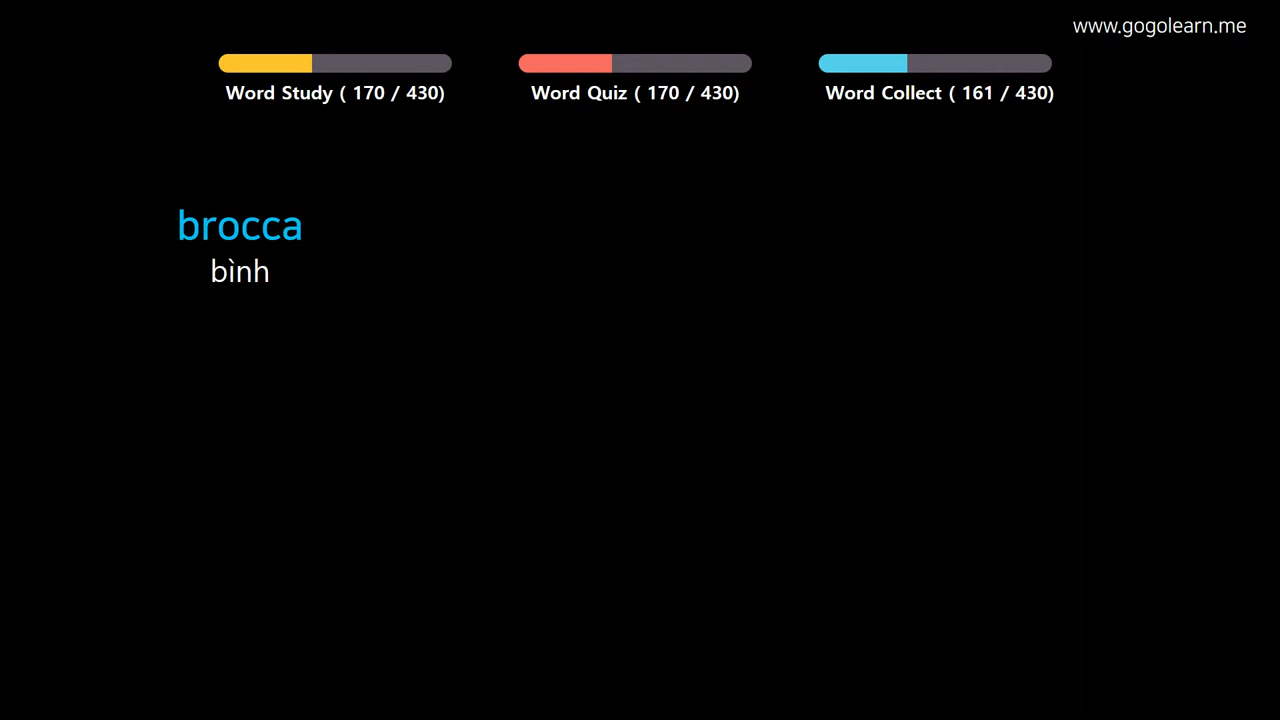 www.gogolearn.me
Word Study ( 170 / 430)
Word Quiz ( 170 / 430)
Word Collect ( 161 / 430)
brocca
bình